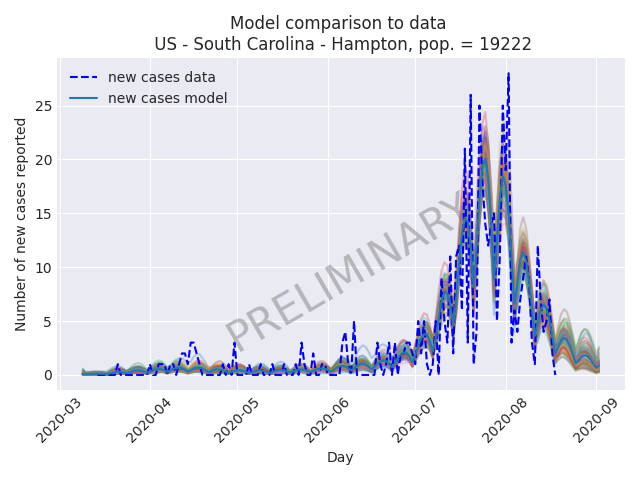 Model comparison to data
US - South Carolina - Hampton, pop. = 19222
new cases data
new cases model
PRELIMINARY
Number of new cases reported
25
20
15
10
5
0
2020-03
2020-04
2020-05
2020-06
2020-07
2020-08
2020-09
Day